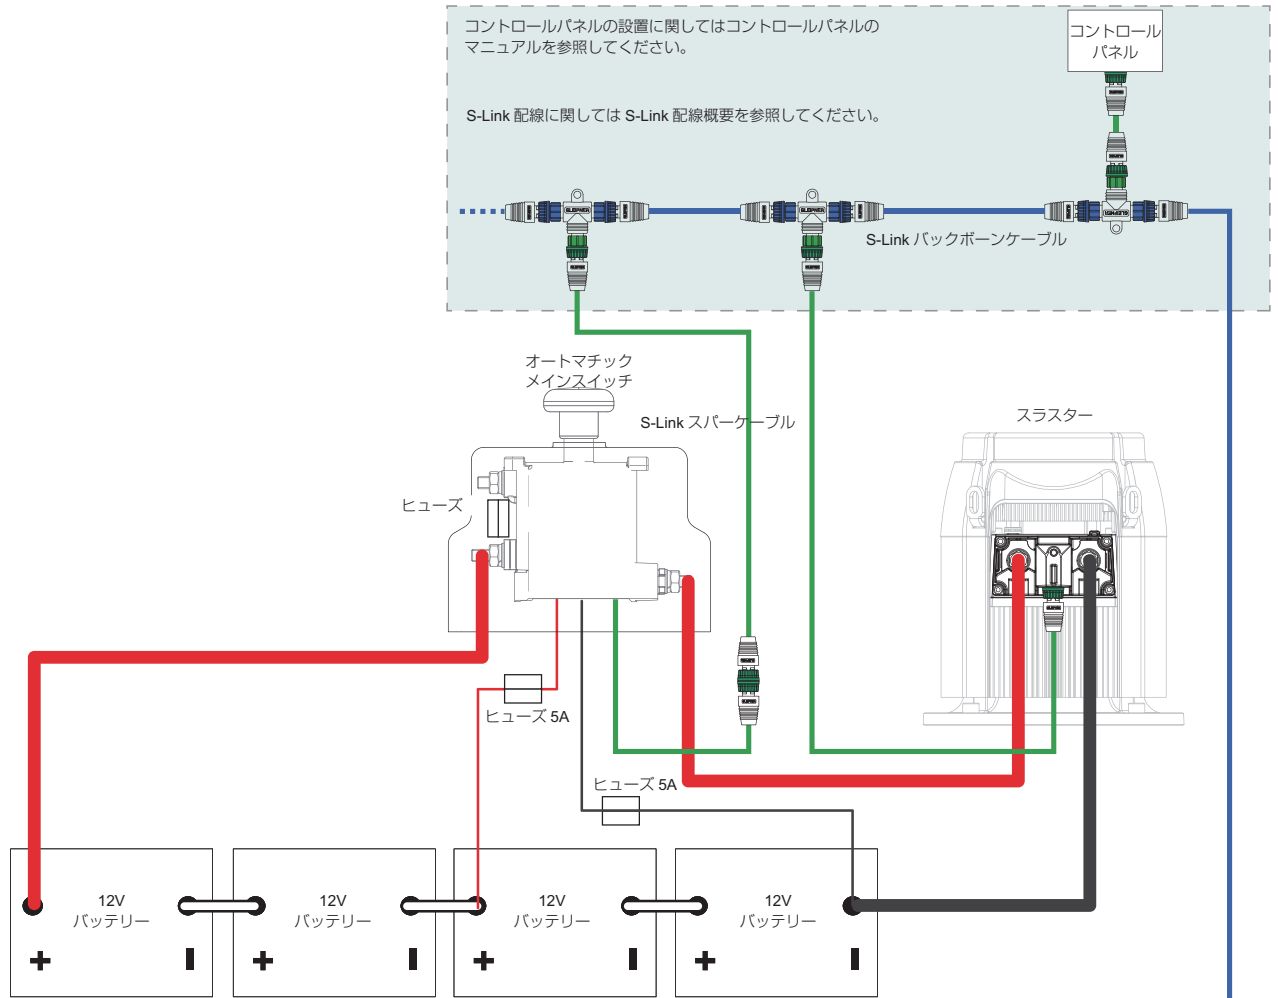 コントロールパネルの設置に関してはコントロールパネルの
マニュアルを参照してください。
コントロール
パネル
S-Link 配線に関しては S-Link 配線概要を参照してください。
SLEIPNER
SLEIPNER
SLEIPNER
S-Link バックボーンケーブル
オートマチック
メインスイッチ
S-Link スパーケーブル
スラスター
ヒューズ
ヒューズ 5A
ヒューズ 5A
12V
バッテリー
12V
バッテリー
12V
バッテリー
12V
バッテリー
+ -
+ -
+ -
+ -